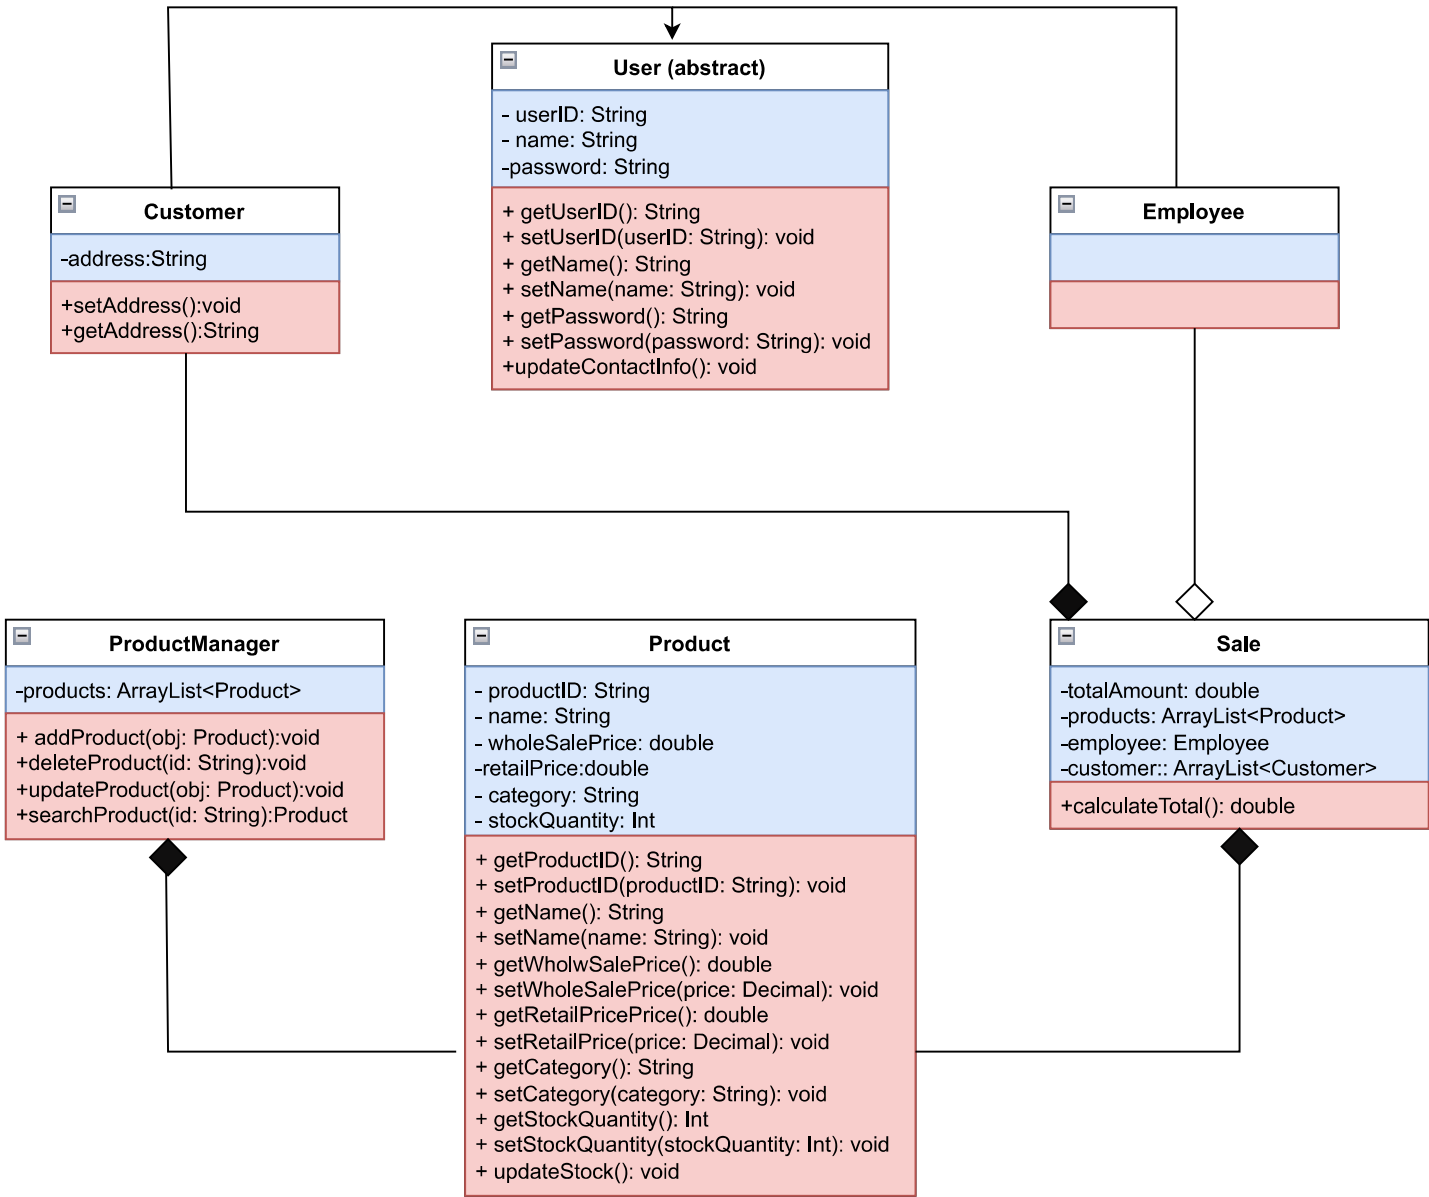 User (abstract)
- userID: String
- name: String
-password: String
+ getUserID(): String
+ setUserID(userID: String): void
+ getName(): String
+ setName(name: String): void
+ getPassword(): String
+ setPassword(password: String): void
+updateContactInfo(): void
Customer
-address:String
+setAddress():void
+getAddress():String
Employee
ProductManager
-products: ArrayList<Product>
+ addProduct(obj: Product):void
+deleteProduct(id: String):void
+updateProduct(obj: Product):void
+searchProduct(id: String):Product
Product
- productID: String
- name: String
- wholeSalePrice: double
-retailPrice:double
- category: String
- stockQuantity: Int
+ getProductID(): String
+ setProductID(productID: String): void
+ getName(): String
+ setName(name: String): void
+ getWholwSalePrice(): double
+ setWholeSalePrice(price: Decimal): void
+ getRetailPricePrice(): double
+ setRetailPrice(price: Decimal): void
+ getCategory(): String
+ setCategory(category: String): void
+ getStockQuantity(): Int
+ setStockQuantity(stockQuantity: Int): void
+ updateStock(): void
Sale
-totalAmount: double
-products: ArrayList<Product>
-employee: Employee
-customer:: ArrayList<Customer>
+calculateTotal(): double